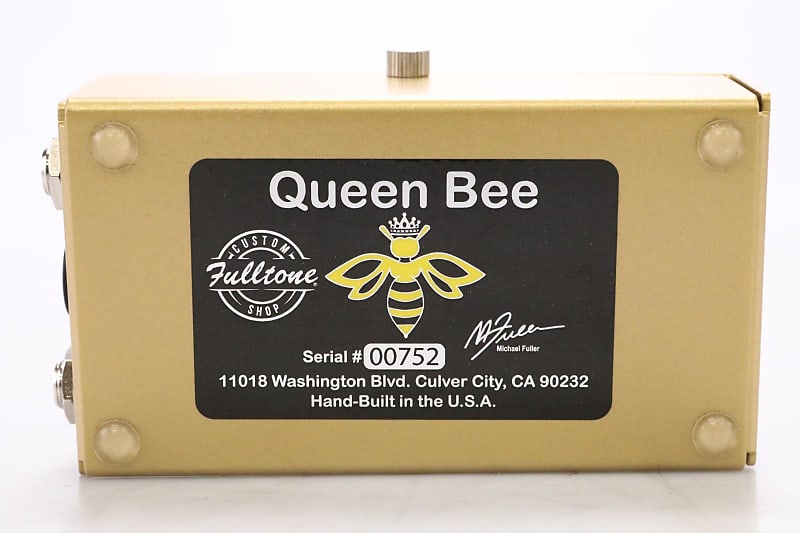 Queen Bee
CUSTOM
Fulltone®
SHOP
M. Fuller
Michael Fuller
Serial # 00752
11018 Washington Blvd. Culver City, CA 90232
Hand-Built in the U.S.A.